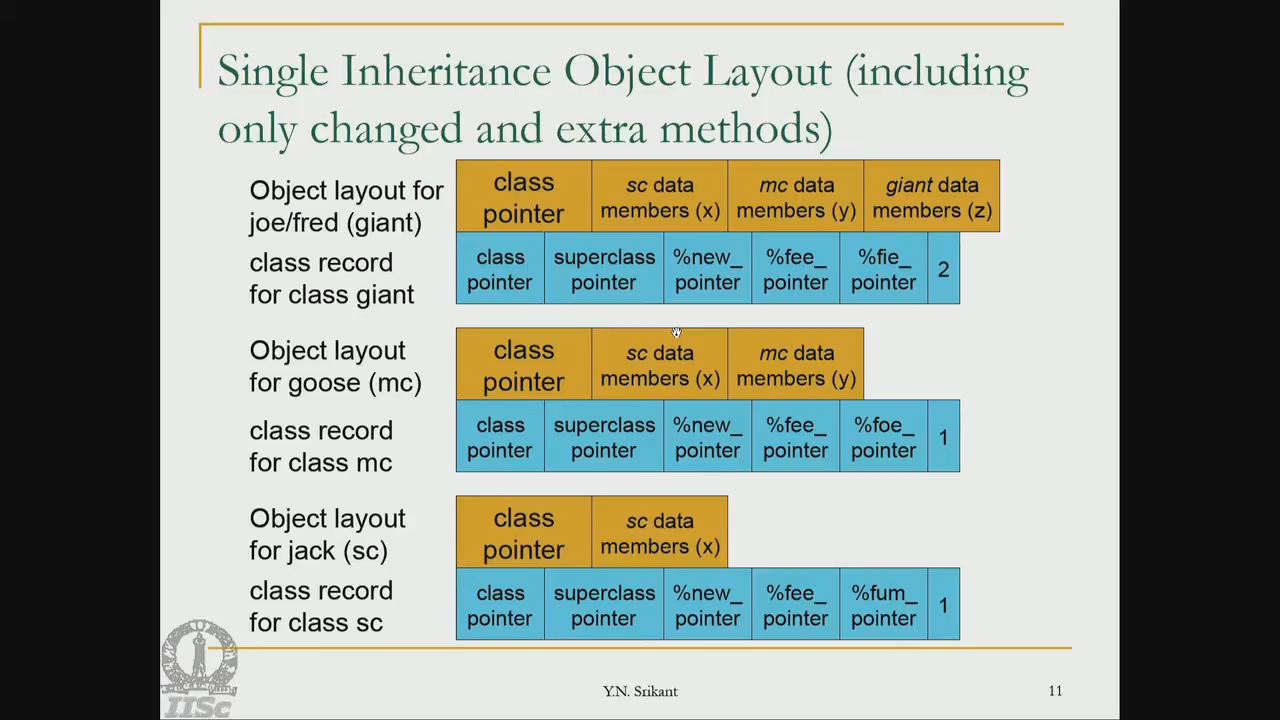 Single Inheritance Object Layout (including
only changed and extra methods)
Object layout for
joe/fred (giant)
class
pointer
sc data
members (x)
mc data
members (y)
giant data
members (z)
class record
for class giant
class
pointer
superclass
pointer
%new_
pointer
%fee_
pointer
%fie_
pointer
2
Object layout
for goose (mc)
class
pointer
sc data
members (x)
mc data
members (y)
class record
for class mc
class
pointer
superclass
pointer
%new_
pointer
%fee_
pointer
%foe_
pointer
1
Object layout
for jack (sc)
class
pointer
sc data
members (x)
class record
for class sc
class
pointer
superclass
pointer
%new_
pointer
%fee_
pointer
%fum_
pointer
1
IISc
Y.N. Srikant
11